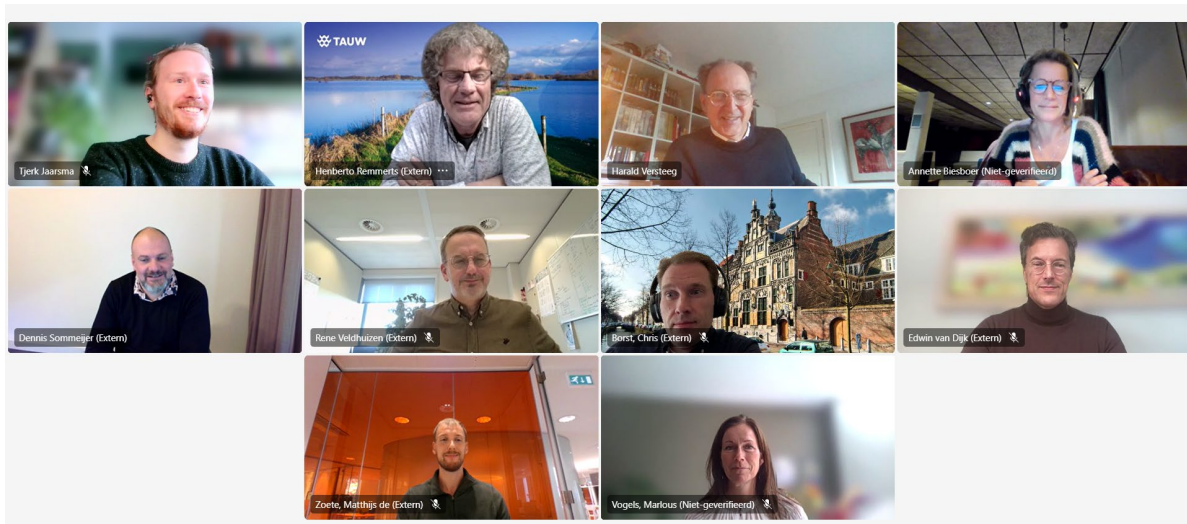 TAUW
Tjerk Jaarsma
Henberto Remmerts (Extern)
Harald Versteeg
Annette Biesboer (Niet-geverifieerd)
Dennis Sommeijer (Extern)
Rene Veldhuizen (Extern)
Borst, Chris (Extern)
Edwin van Dijk (Extern)
Zoete, Matthijs de (Extern)
Vogels, Marlous (Niet-geverifieerd)